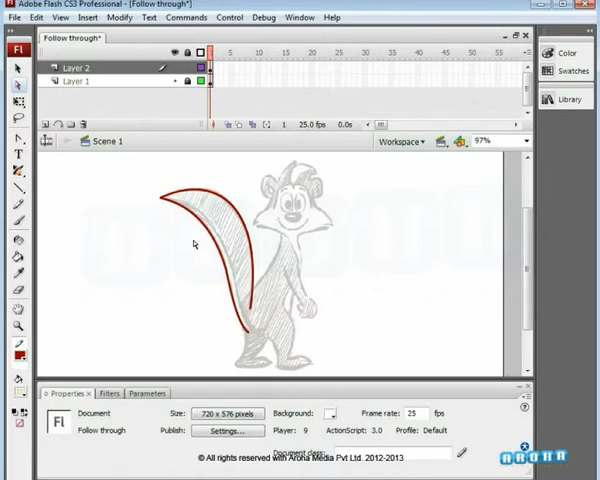 Adobe Flash CS3 Professional - [Follow through*]
File Edit View Insert Modify Text Commands Control Debug Window Help
Fl
Follow through*
5 10 15 20 25 30 35 40 45 50 55
Layer 2
Layer 1
1 25.0 fps 0.0s
Scene 1
Workspace
97%
Color
Swatches
Library
Properties × Filters Parameters
Fl
Document
Follow through
Size: 720 x 576 pixels Background: Frame rate: 25 fps
Publish: Settings... Player: 9 ActionScript: 3.0 Profile: Default
Document class:
© All rights reserved with Arona Media Pvt Ltd. 2012-2013
ARONA